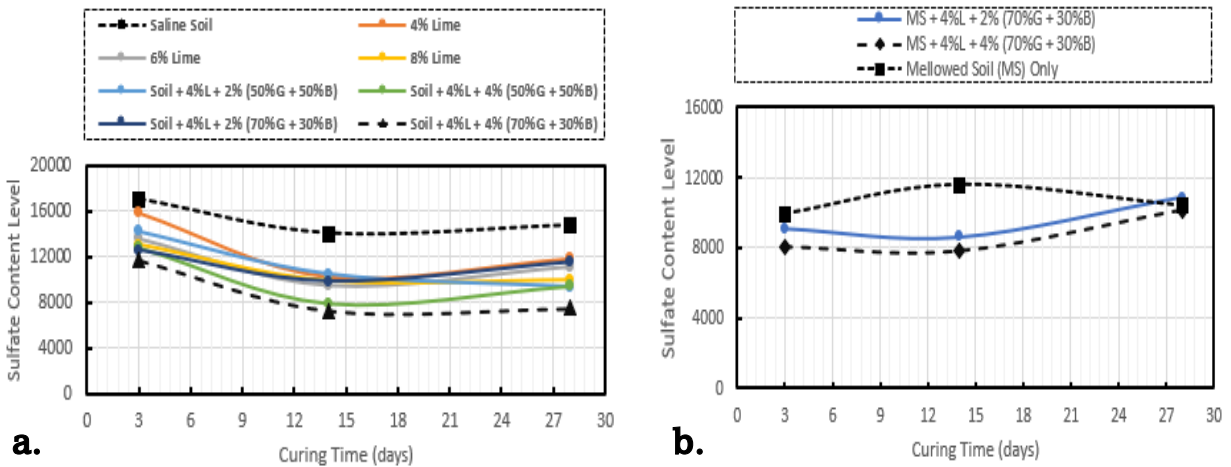 Saline Soil
4% Lime
6% Lime
8% Lime
Soil + 4%L + 2% (50%G + 50%B)
Soil + 4%L + 4% (50%G + 50%B)
Soil + 4%L + 2% (70%G + 30%B)
Soil + 4%L + 4% (70%G + 30%B)
Sulfate Content Level
20000
16000
12000
8000
4000
0
0 3 6 9 12 15 18 21 24 27 30
Curing Time (days)
a.
MS + 4%L + 2% (70%G + 30%B)
MS + 4%L + 4% (70%G + 30%B)
Mellowed Soil (MS) Only
Sulfate Content Level
16000
12000
8000
4000
0
0 3 6 9 12 15 18 21 24 27 30
Curing Time (days)
b.